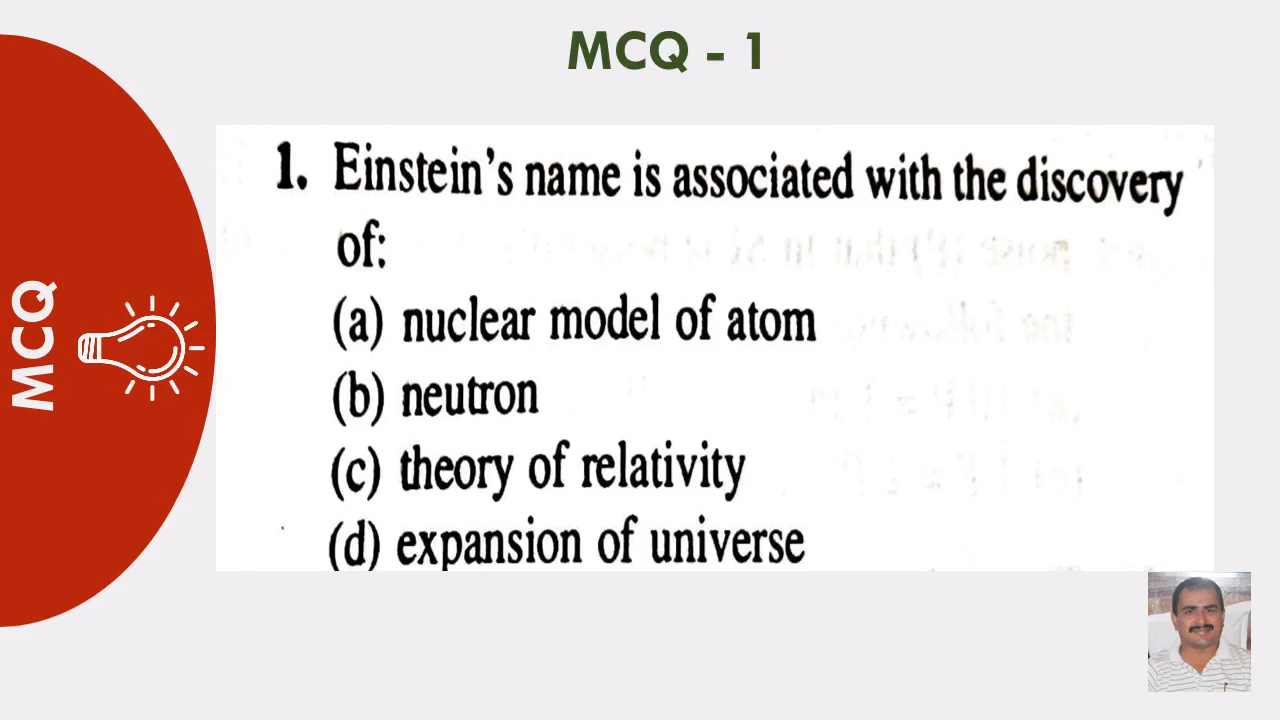 MCQ - 1
MCQ
1. Einstein's name is associated with the discovery
of:
(a) nuclear model of atom
(b) neutron
(c) theory of relativity
(d) expansion of universe